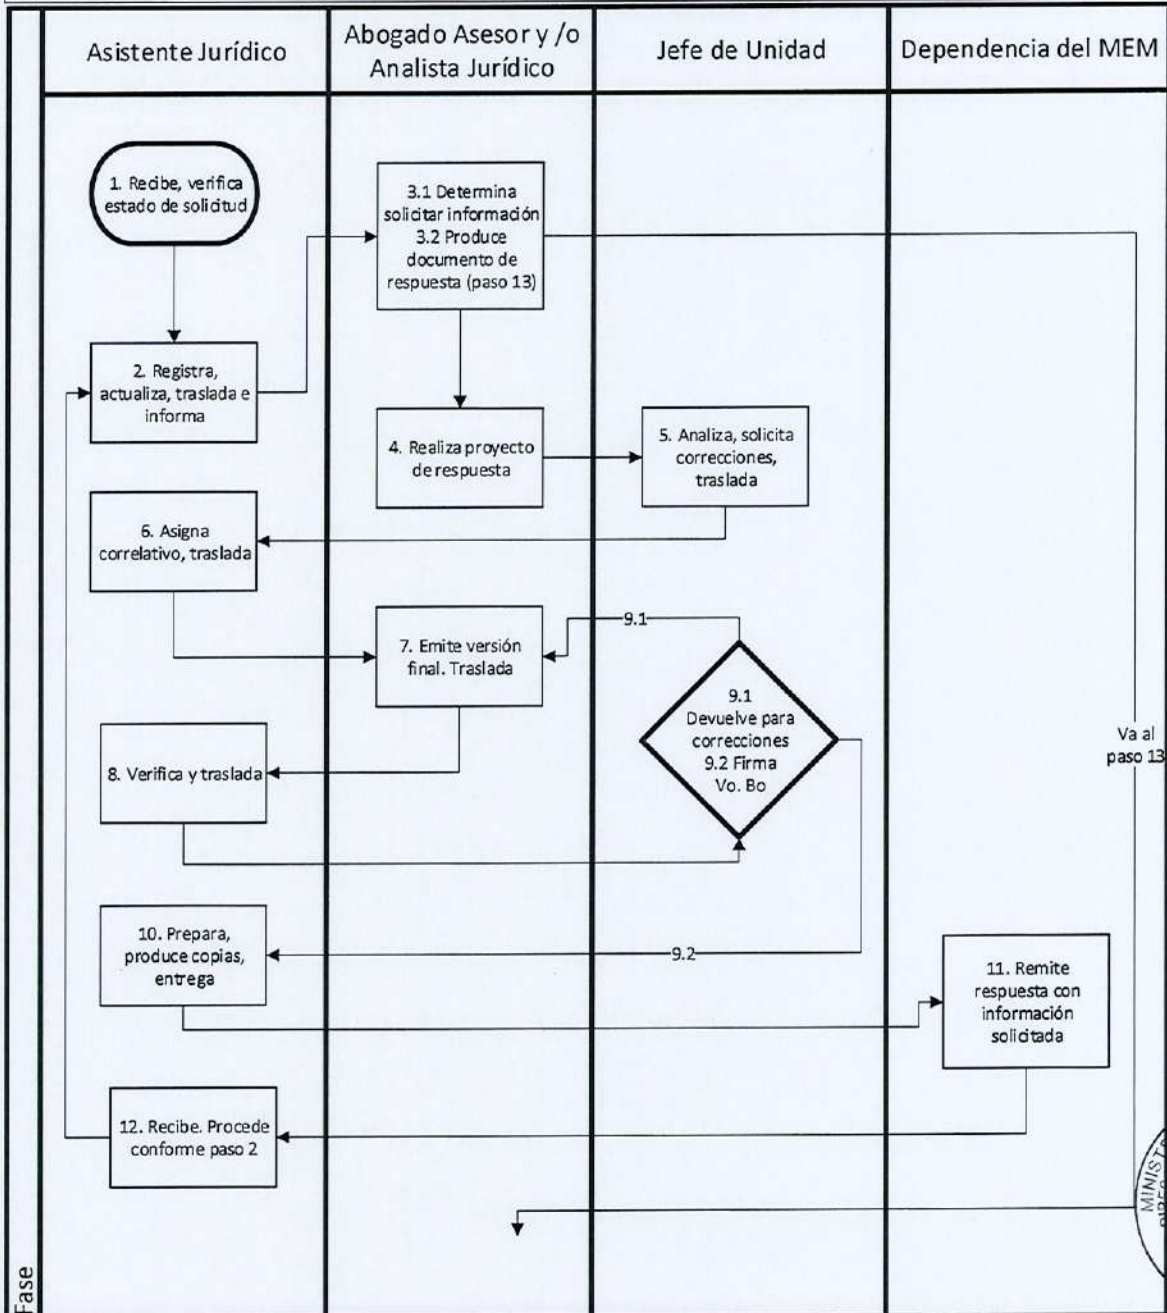 Asistente Jurídico
Abogado Asesor y /o
Analista Jurídico
Jefe de Unidad
Dependencia del MEM
1. Recibe, verifica
estado de solicitud
3.1 Determina
solicitar información
3.2 Produce
documento de
respuesta (paso 13)
2. Registra,
actualiza, traslada e
informa
4. Realiza proyecto
de respuesta
5. Analiza, solicita
correcciones,
traslada
6. Asigna
correlativo, traslada
7. Emite versión
final. Traslada
9.1
9.1
Devuelve para
correcciones
9.2 Firma
Vo. Bo
Va al
paso 13
8. Verifica y traslada
10. Prepara,
produce copias,
entrega
9.2
11. Remite
respuesta con
información
solicitada
12. Recibe. Procede
conforme paso 2
Fase